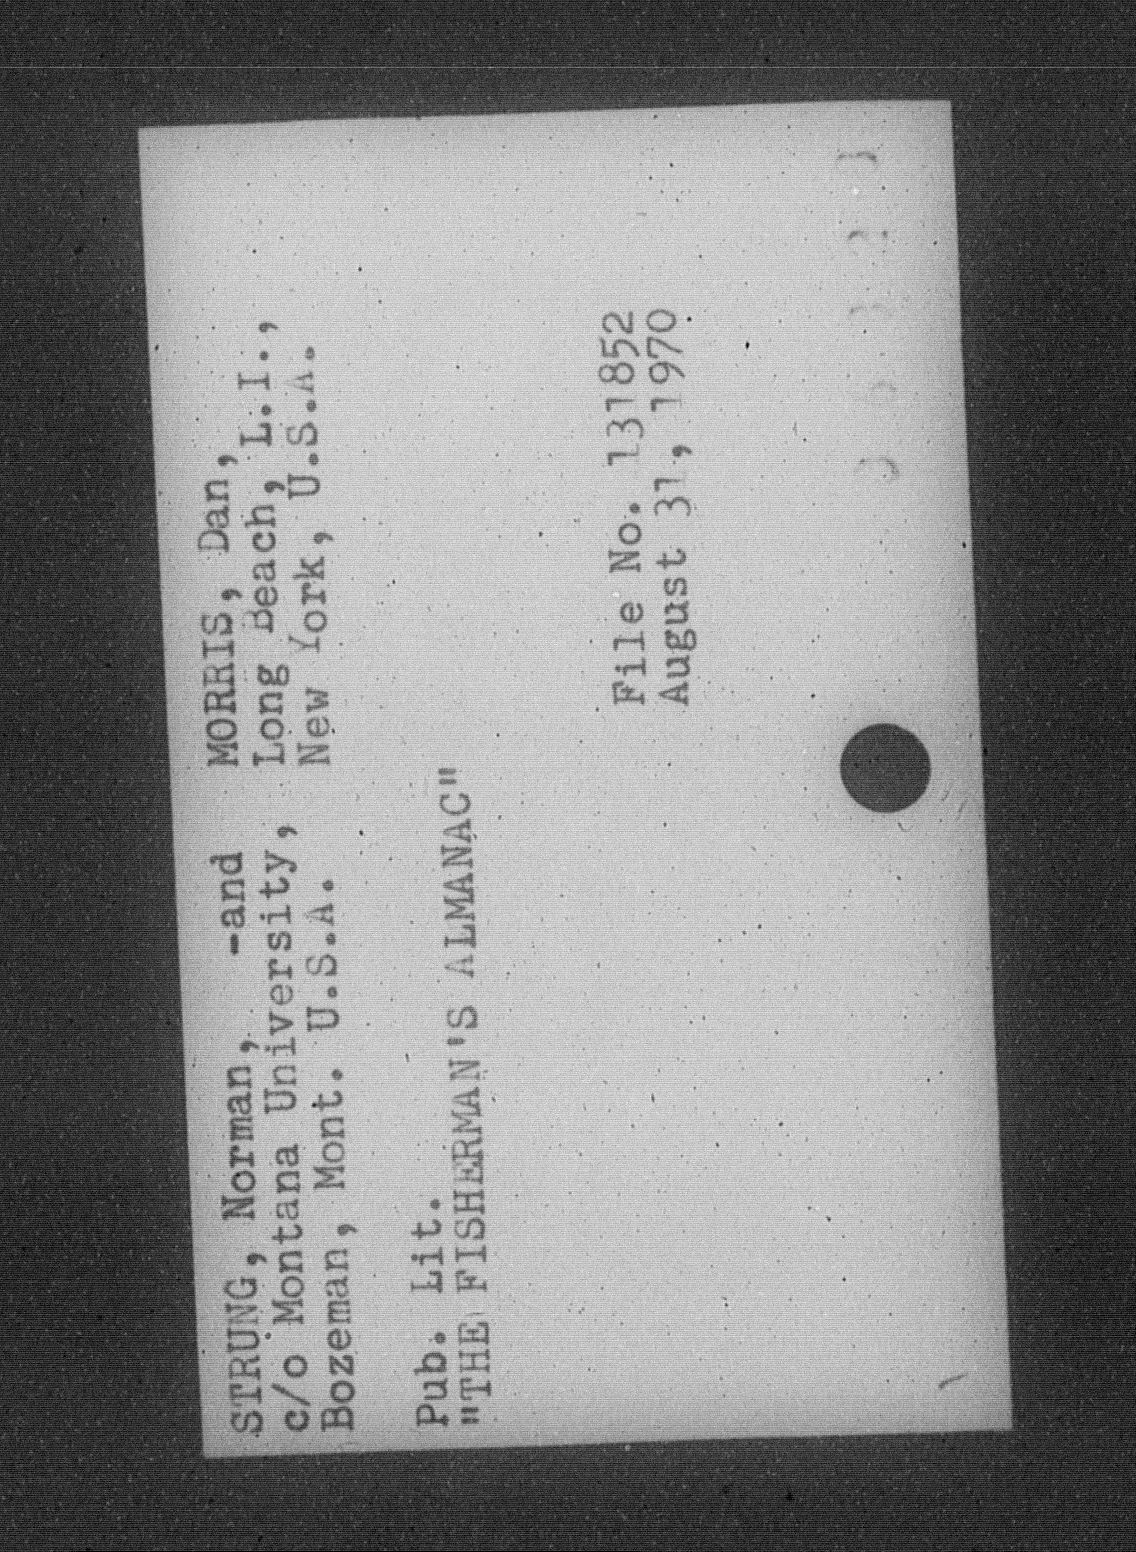 STRUNG, Norman, -and MORRIS, Dan,
c/o Montana University, Long Beach, L.I.,
Bozeman, Mont. U.S.A. New York, U.S.A.
Pub. Lit.
"THE FISHERMAN'S ALMANAC"
File No. 131852
August 31, 1970